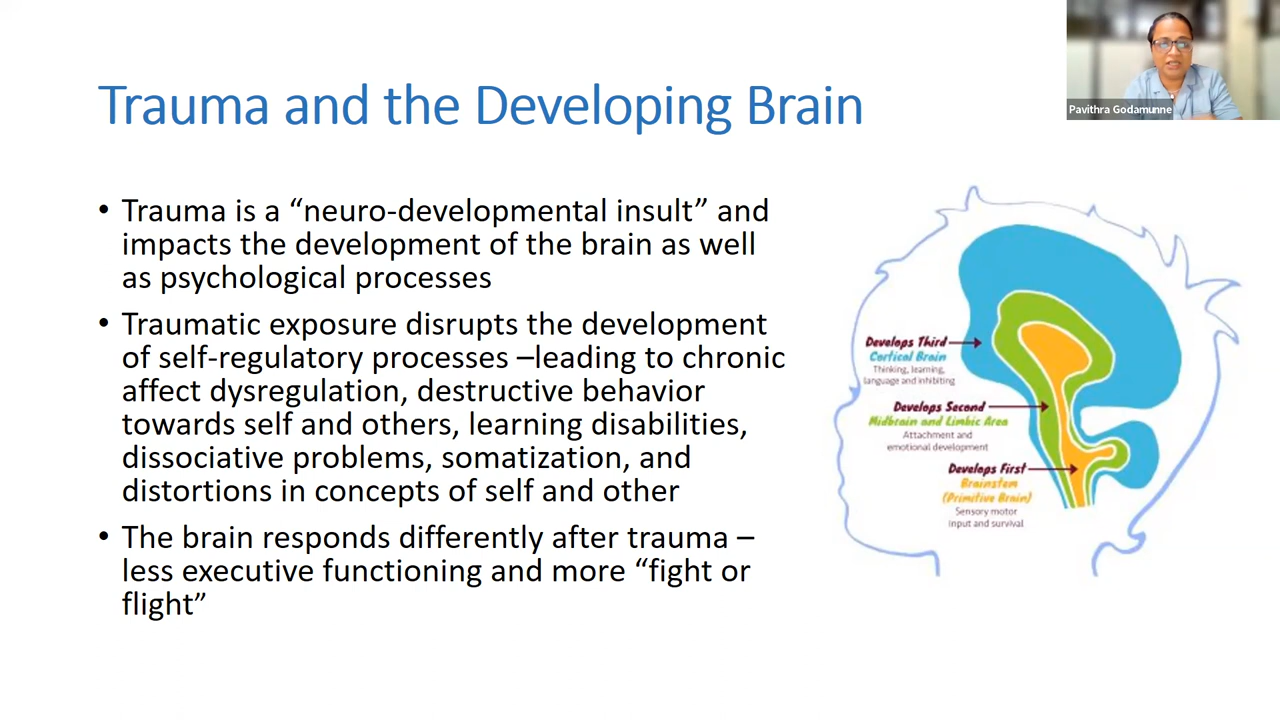 Pavithra Godamunne
Trauma and the Developing Brain
• Trauma is a “neuro-developmental insult” and
impacts the development of the brain as well
as psychological processes
• Traumatic exposure disrupts the development
of self-regulatory processes –leading to chronic
affect dysregulation, destructive behavior
towards self and others, learning disabilities,
dissociative problems, somatization, and
distortions in concepts of self and other
• The brain responds differently after trauma –
less executive functioning and more “fight or
flight”
Develops Third
Cortical Brain
Thinking, learning,
language and inhibiting
Develops Second
Midbrain and Limbic Area
Attachment and
emotional development
Develops First
Brainstem
(Primitive Brain)
Sensory motor
input and survival